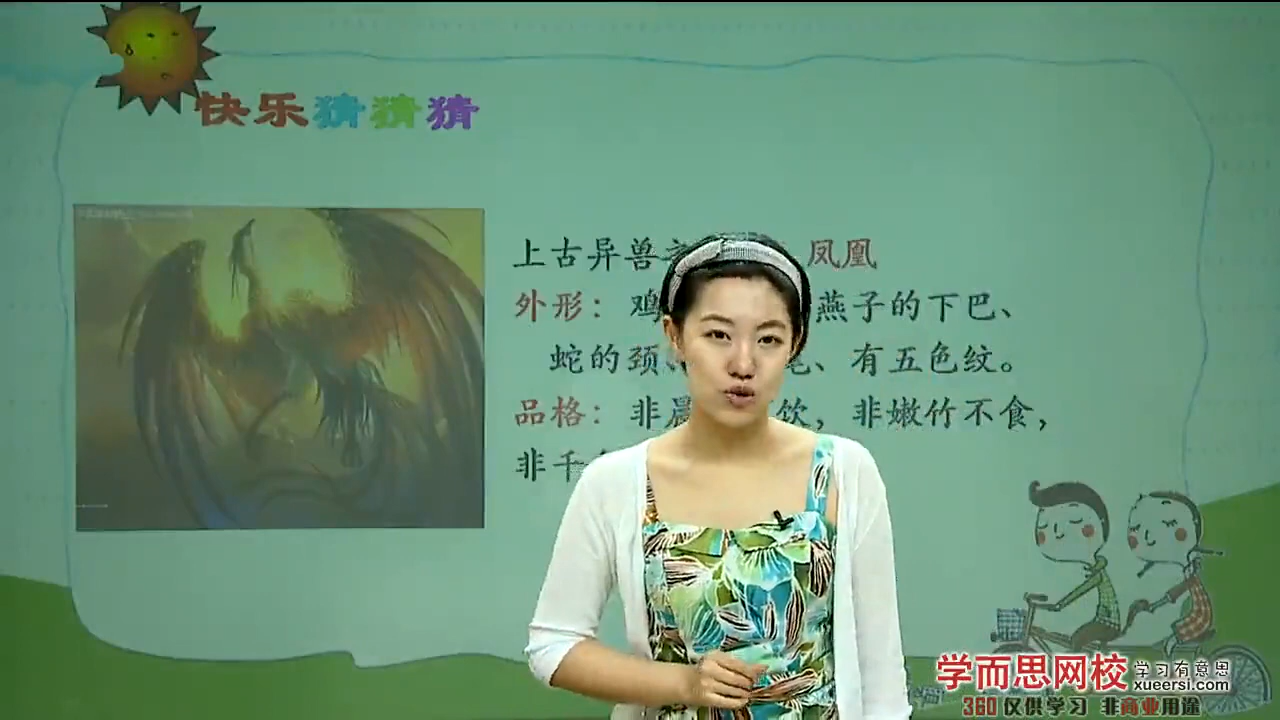 快乐猜猜猜
上古异兽 凤凰
外形：鸡 燕子的下巴、
蛇的颈、 、有五色纹。
品格：非晨 饮，非嫩竹不食，
非千
学而思网校 学习有意思
xueersi.com
360 仅供学习 非商业用途